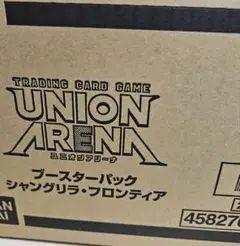 TRADING CARD GAME
UNION
ARENA
ユニオンアリーナ
ブースターパック
シャングリラ・フロンティア
458270